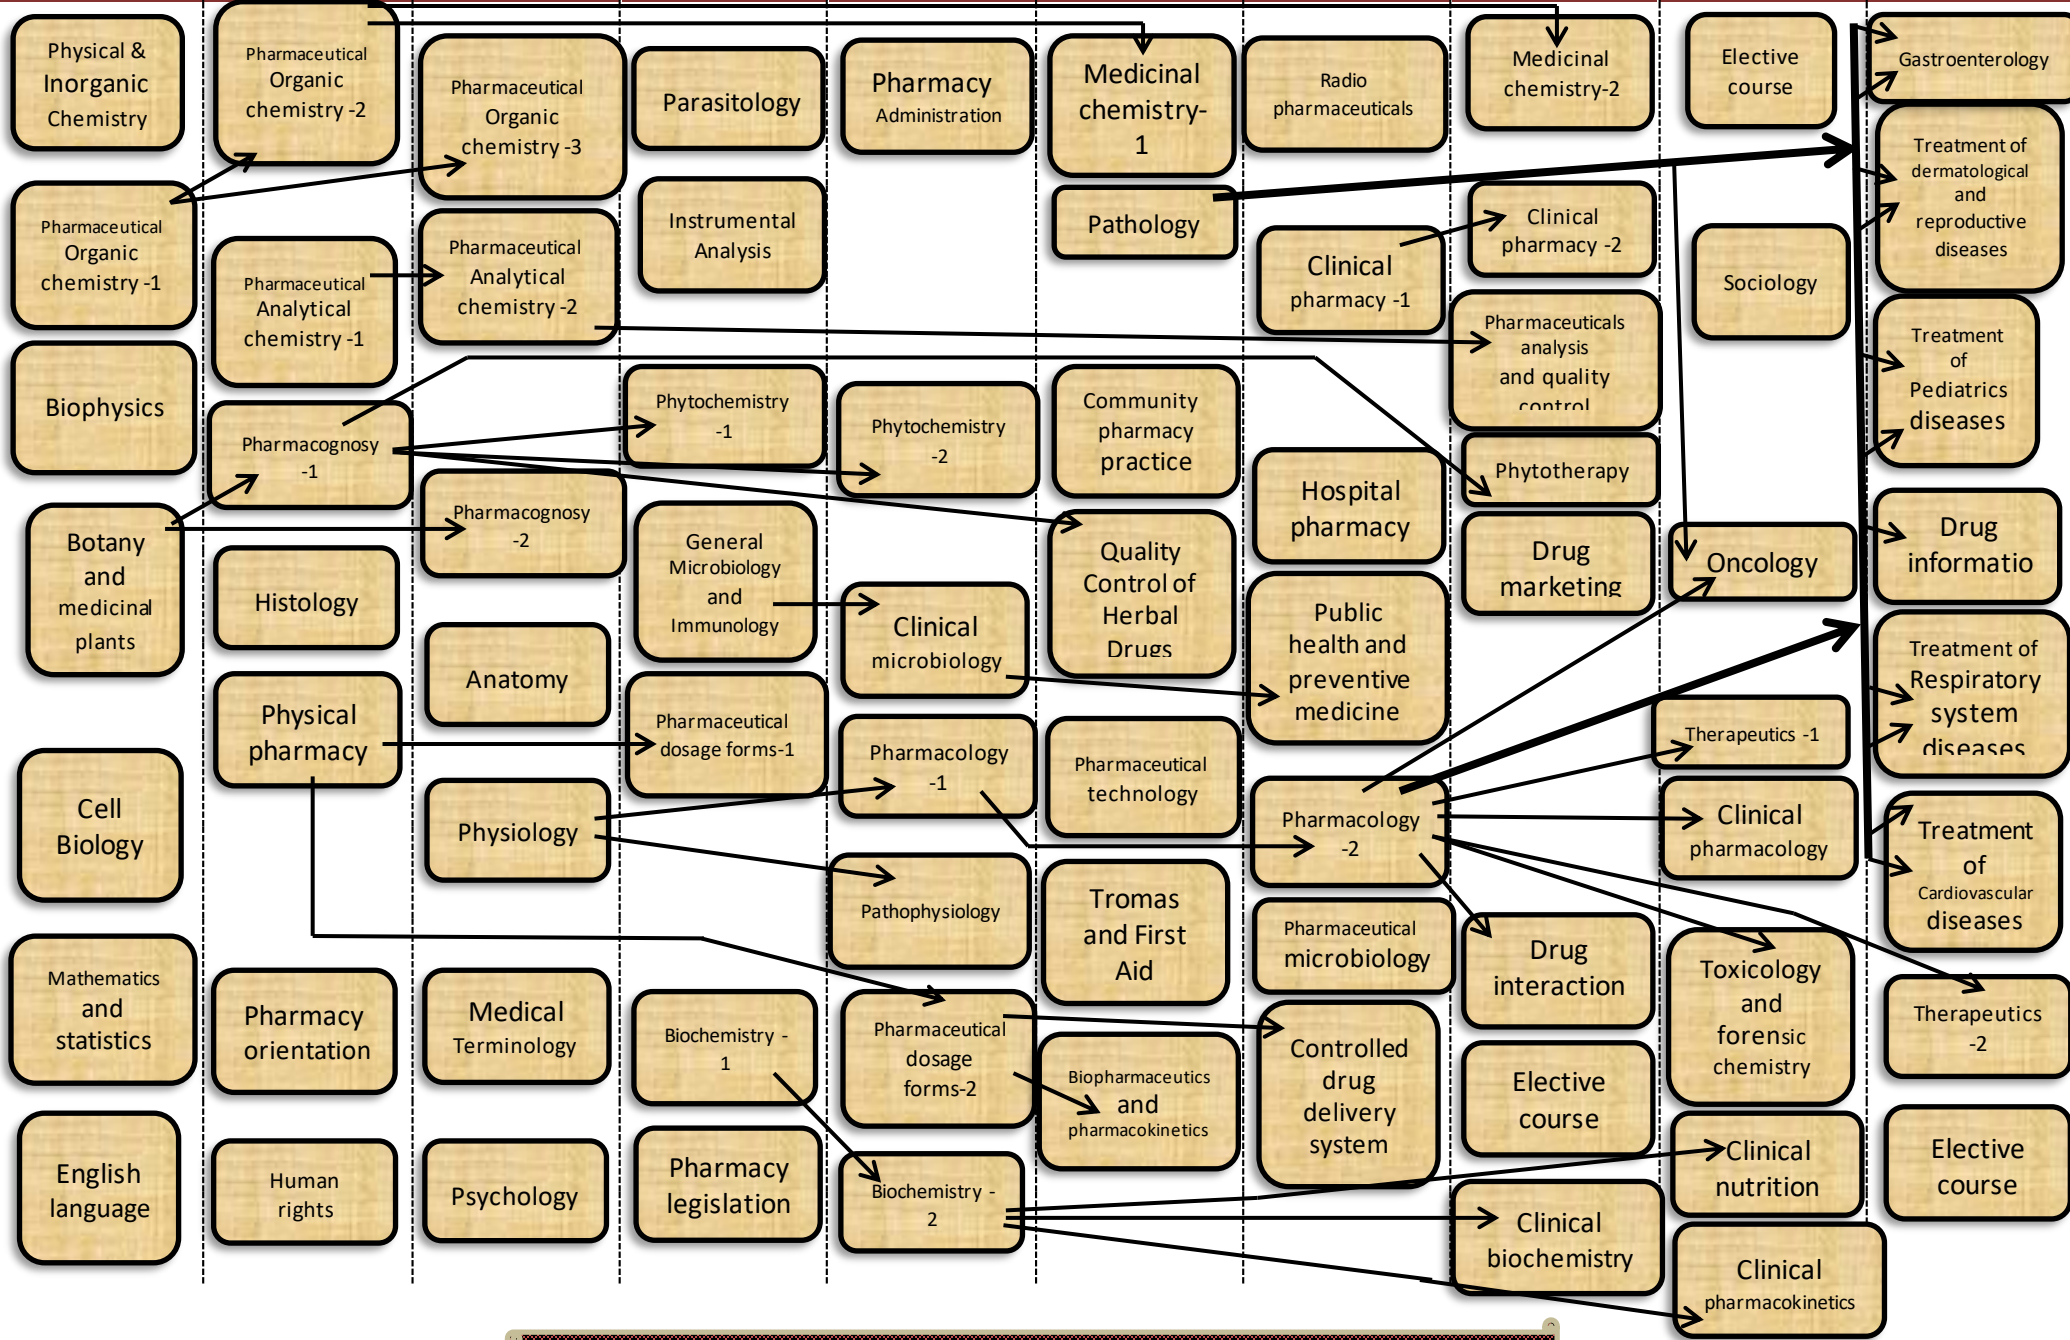 Physical &
Inorganic
Chemistry
Pharmaceutical
Organic
chemistry -1
Biophysics
Botany
and
medicinal
plants
Cell
Biology
Mathematics
and
statistics
English
language
Pharmaceutical
Organic
chemistry -2
Pharmaceutical
Analytical
chemistry -1
Pharmacognosy
-1
Histology
Physical
pharmacy
Pharmacy
orientation
Human
rights
Pharmaceutical
Organic
chemistry -3
Pharmaceutical
Analytical
chemistry -2
Pharmacognosy
-2
Anatomy
Physiology
Medical
Terminology
Psychology
Parasitology
Instrumental
Analysis
Phytochemistry
-1
General
Microbiology
and
Immunology
Pharmaceutical
dosage forms-1
Biochemistry -
1
Pharmacy
legislation
Pharmacy
Administration
Phytochemistry
-2
Clinical
microbiology
Pharmacology
-1
Pathophysiology
Pharmaceutical
dosage
forms-2
Biochemistry -
2
Medicinal
chemistry-
1
Pathology
Community
pharmacy
practice
Quality
Control of
Herbal
Drugs
Pharmaceutical
technology
Tromas
and First
Aid
Biopharmaceutics
and
pharmacokinetics
Radio
pharmaceuticals
Clinical
pharmacy -1
Hospital
pharmacy
Public
health and
preventive
medicine
Pharmacology
-2
Pharmaceutical
microbiology
Controlled
drug
delivery
system
Medicinal
chemistry-2
Clinical
pharmacy -2
Pharmaceuticals
analysis
and quality
control
Phytotherapy
Drug
marketing
Drug
interaction
Elective
course
Clinical
biochemistry
Elective
course
Sociology
Oncology
Therapeutics -1
Clinical
pharmacology
Toxicology
and
forensic
chemistry
Clinical
nutrition
Clinical
pharmacokinetics
Gastroenterology
Treatment of
dermatological
and
reproductive
diseases
Treatment
of
Pediatrics
diseases
Drug
informatio
Treatment of
Respiratory
system
diseases
Treatment
of
Cardiovascular
diseases
Therapeutics
-2
Elective
course